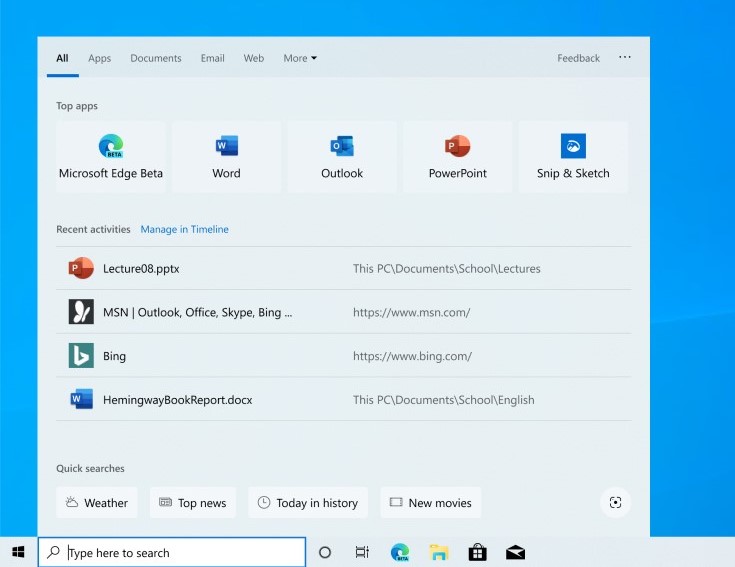 All Apps Documents Email Web More Feedback ...
Top apps
BETA
Microsoft Edge Beta Word Outlook PowerPoint Snip & Sketch
Recent activities Manage in Timeline
Lecture08.pptx This PC\Documents\School\Lectures
MSN | Outlook, Office, Skype, Bing ... https://www.msn.com/
Bing https://www.bing.com/
HemingwayBookReport.docx This PC\Documents\School\English
Quick searches
Weather Top news Today in history New movies
Type here to search